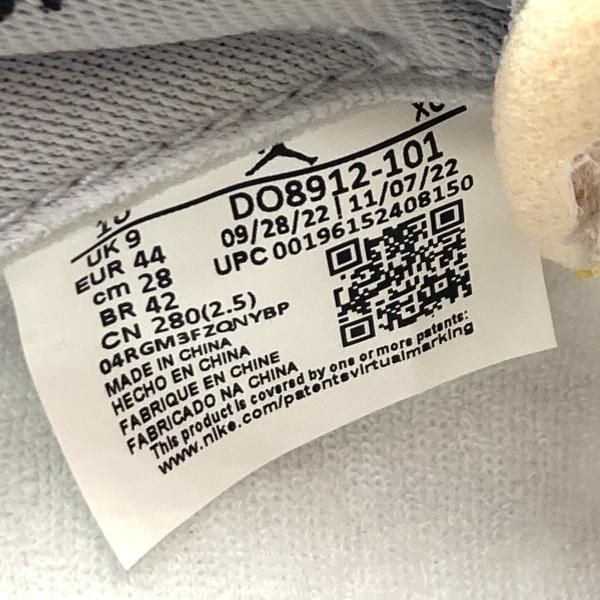 10
XC
UK 9
EUR 44
cm 28
BR 42
CN 280(2.5)
DO8912-101
09/28/22 | 11/07/22
UPC 00196152408150
04RGM3FZQNYBP
MADE IN CHINA
HECHO EN CHINA
FABRIQUE EN CHINE
FABRICADO NA CHINA
This product is covered by one or more patents:
www.nike.com/patentsvirtualmarking